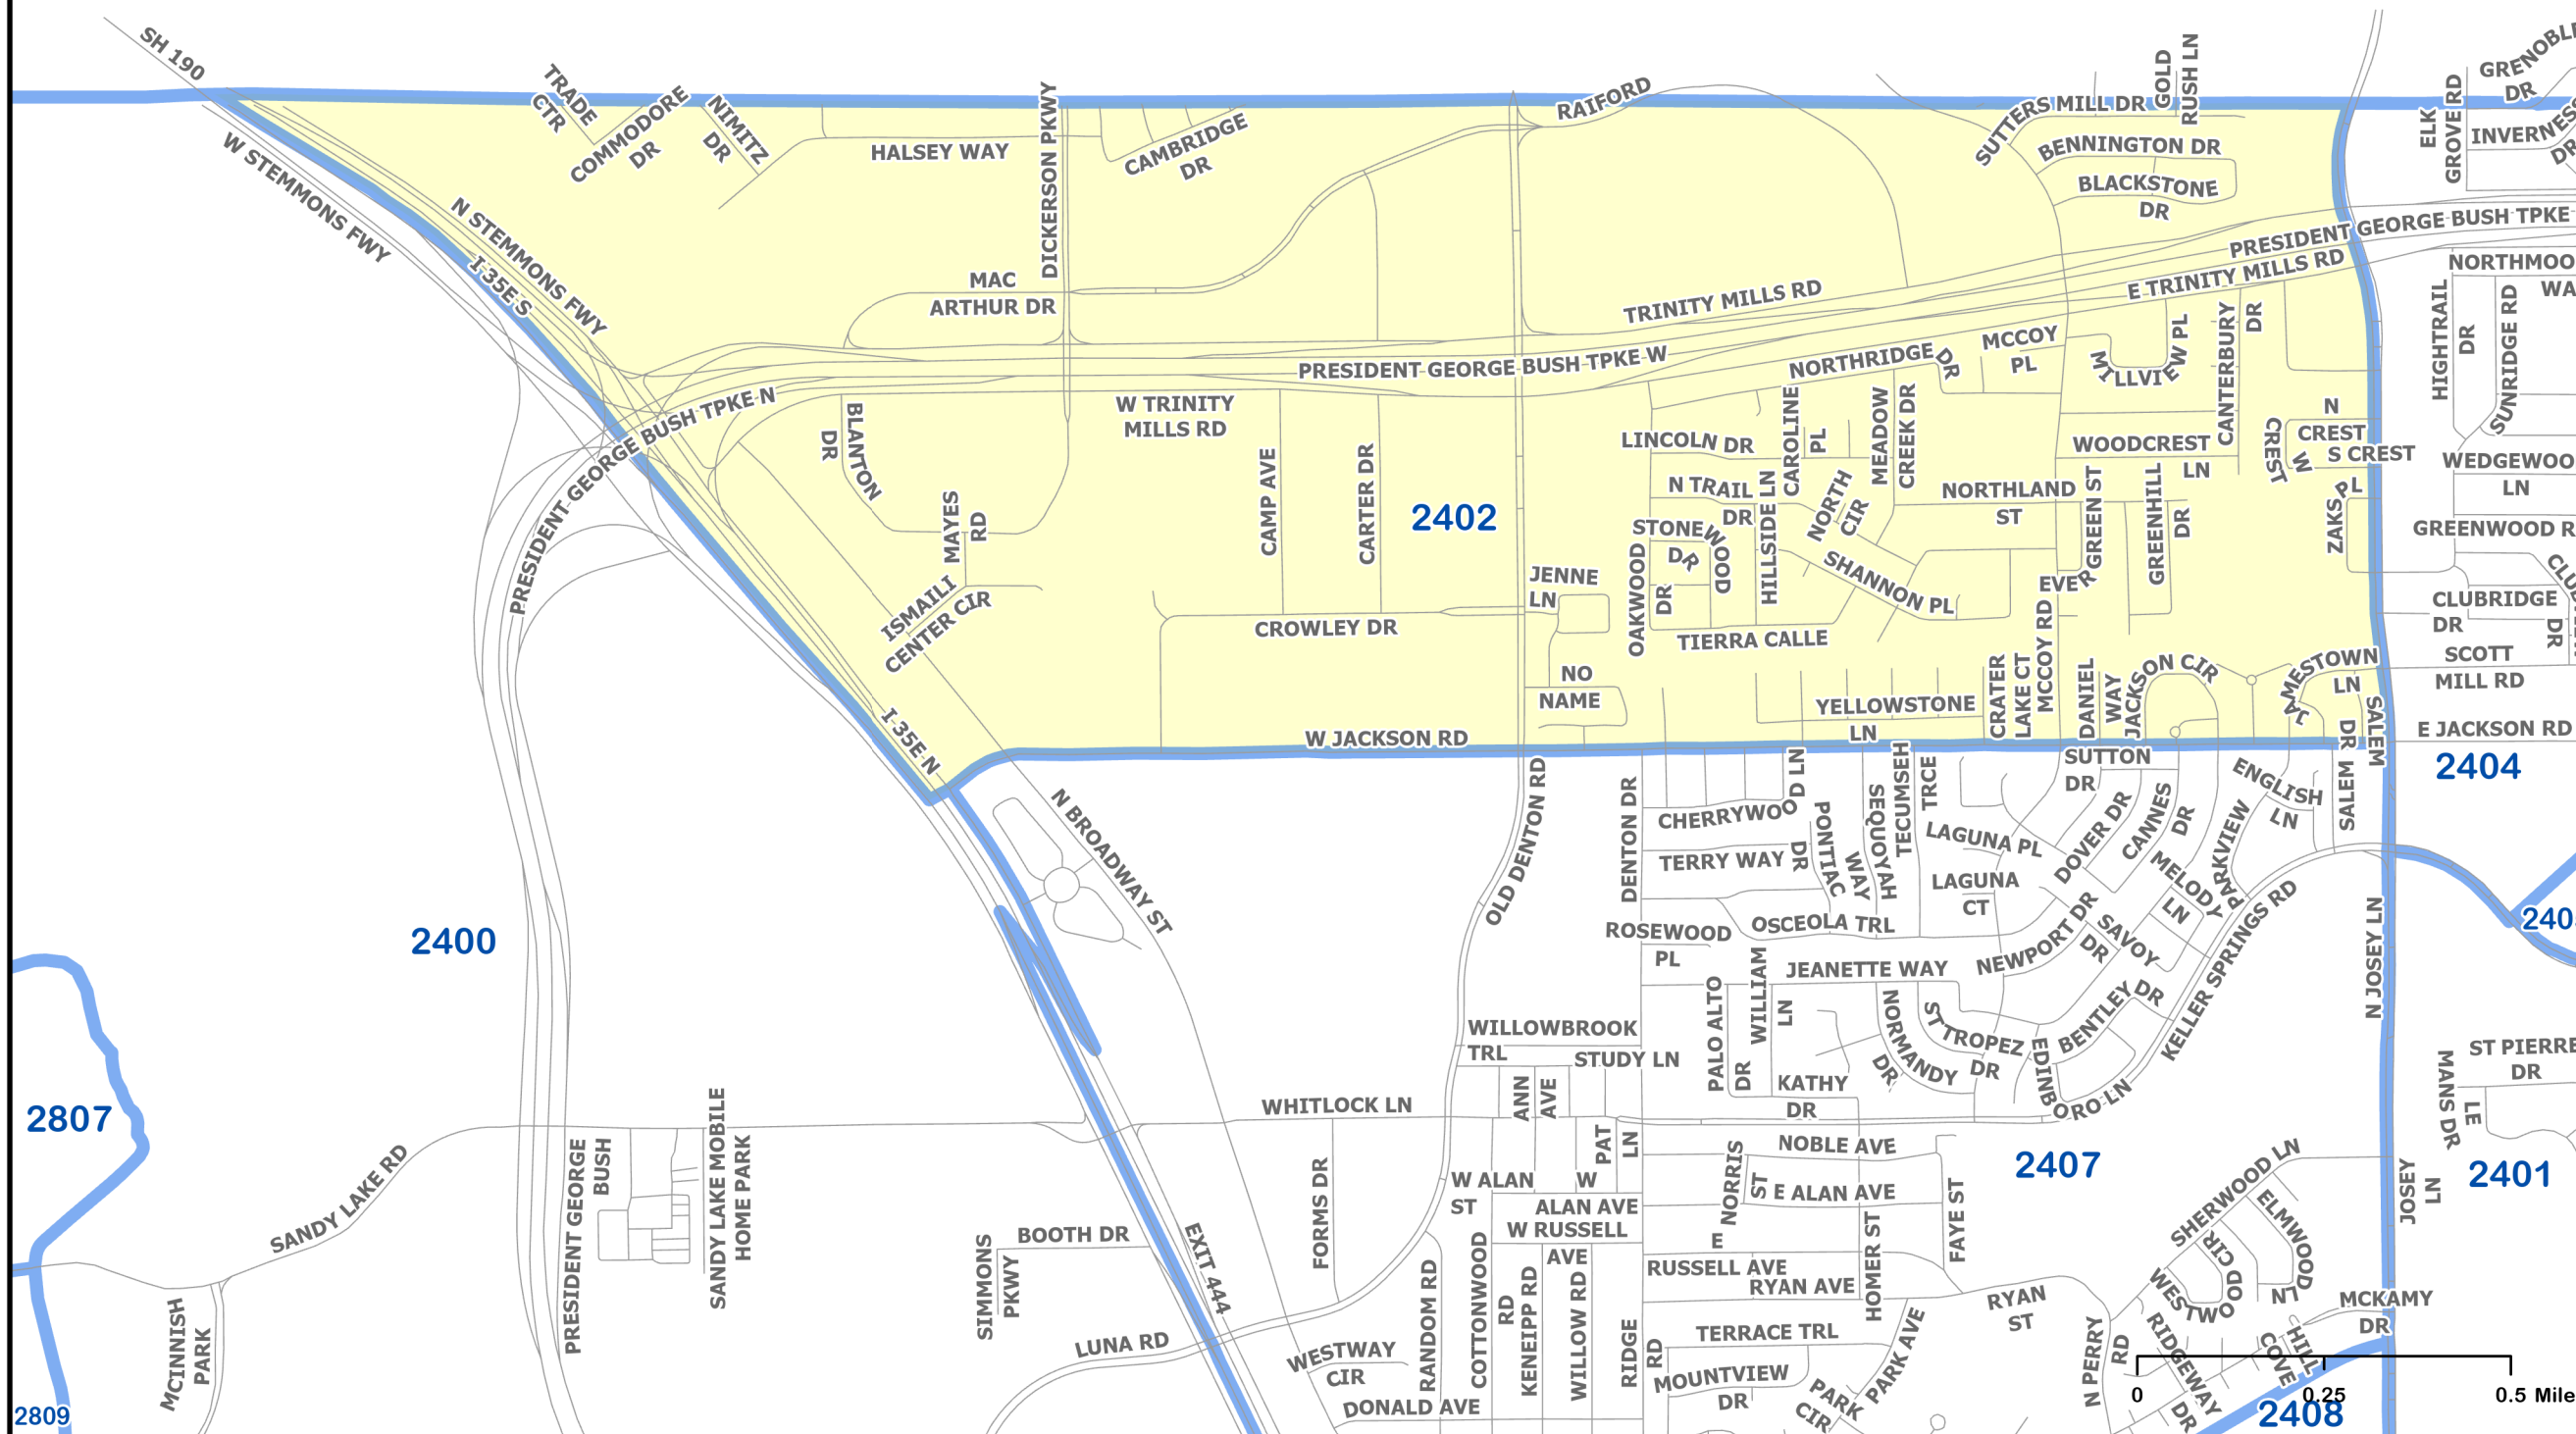 SH 190
W STEMMONS FWY
N STEMMONS FWY
I 35E S
TRADE
CTR
COMMODORE
DR
NIMITZ
DR
HALSEY WAY
DICKERSON PKWY
CAMBRIDGE
DR
RAIFORD
SUTTERS MILL DR
GOLD
RUSH LN
BENNINGTON DR
BLACKSTONE
DR
ELK
GROVE RD
DR
MAC
ARTHUR DR
TRINITY MILLS RD
PRESIDENT GEORGE BUSH TPKE
E TRINITY MILLS RD
PRESIDENT GEORGE BUSH TPKE W
PRESIDENT GEORGE BUSH TPKE N
HIGHTRAIL
DR
SUNRIDGE RD
NORTHRIDGE DR
MCCOY
PL
MILLVIEW PL
CANTERBURY
DR
BLANTON
DR
W TRINITY
MILLS RD
MAYES
RD
CAMP AVE
CARTER DR
2402
LINCOLN DR
CAROLINE
PL
MEADOW
CREEK DR
WOODCREST
LN
N
CREST
S CREST
W
CREST
PL
ZAKS
LN
N TRAIL
DR
HILLSIDE LN
NORTH
CIR
NORTHLAND
ST
EVERGREEN ST
GREENHILL
DR
STONEWOOD
DR
OAKWOOD
DR
SHANNON PL
JENNE
LN
ISMAILI
CENTER CIR
CROWLEY DR
TIERRA CALLE
NO
NAME
YELLOWSTONE
LN
CRATER
LAKE CT
MCCOY RD
DANIEL
WAY
JACKSON CIR
JAMESTOWN
LN
SALEM
DR
CLUBRIDGE
DR
DR
SCOTT
MILL RD
E JACKSON RD
2404
W JACKSON RD
I 35E N
N BROADWAY ST
OLD DENTON RD
DENTON DR
CHERRYWOOD LN
TERRY WAY
DR
PONTIAC
WAY
SEQUOYAH
TECUMSEH
TRCE
SUTTON
DR
LAGUNA PL
LAGUNA
CT
DOVER DR
CANNES
DR
MELODY
LN
PARKVIEW
ENGLISH
LN
SALEM
KELLER SPRINGS RD
ROSEWOOD
PL
OSCEOLA TRL
JEANETTE WAY
NEWPORT DR
SAVOY
DR
BENTLEY DR
N JOSEY LN
2400
2807
2809
WILLOWBROOK
TRL
STUDY LN
PALO ALTO
DR
WILLIAM
LN
KATHY
DR
NORMANDY
DR
ST TROPEZ
DR
EDINBORO LN
ST PIERRE
DR
LE
MANS DR
ANN
AVE
WHITLOCK LN
PAT
LN
NOBLE AVE
NORRIS
ST
2407
2401
W ALAN
ST
W
ALAN AVE
E ALAN AVE
W RUSSELL
AVE
E
RUSSELL AVE
RYAN AVE
HOMER ST
FAYE ST
RYAN
ST
SHERWOOD LN
ELMWOOD
LN
WESTWOOD CIR
JOSEY
LN
MCKAMY
DR
HILL
COVE
RIDGEWAY
DR
N PERRY
RD
PARK AVE
PARK
CIR
TERRACE TRL
MOUNTVIEW
DR
RIDGE
RD
WILLOW RD
KENEIPP RD
COTTONWOOD
RD
RANDOM RD
DONALD AVE
WESTWAY
CIR
FORMS DR
EXIT 444
LUNA RD
BOOTH DR
SIMMONS
PKWY
SANDY LAKE MOBILE
HOME PARK
PRESIDENT GEORGE
BUSH
SANDY LAKE RD
MCINNISH
PARK
0 0.25 0.5
2408